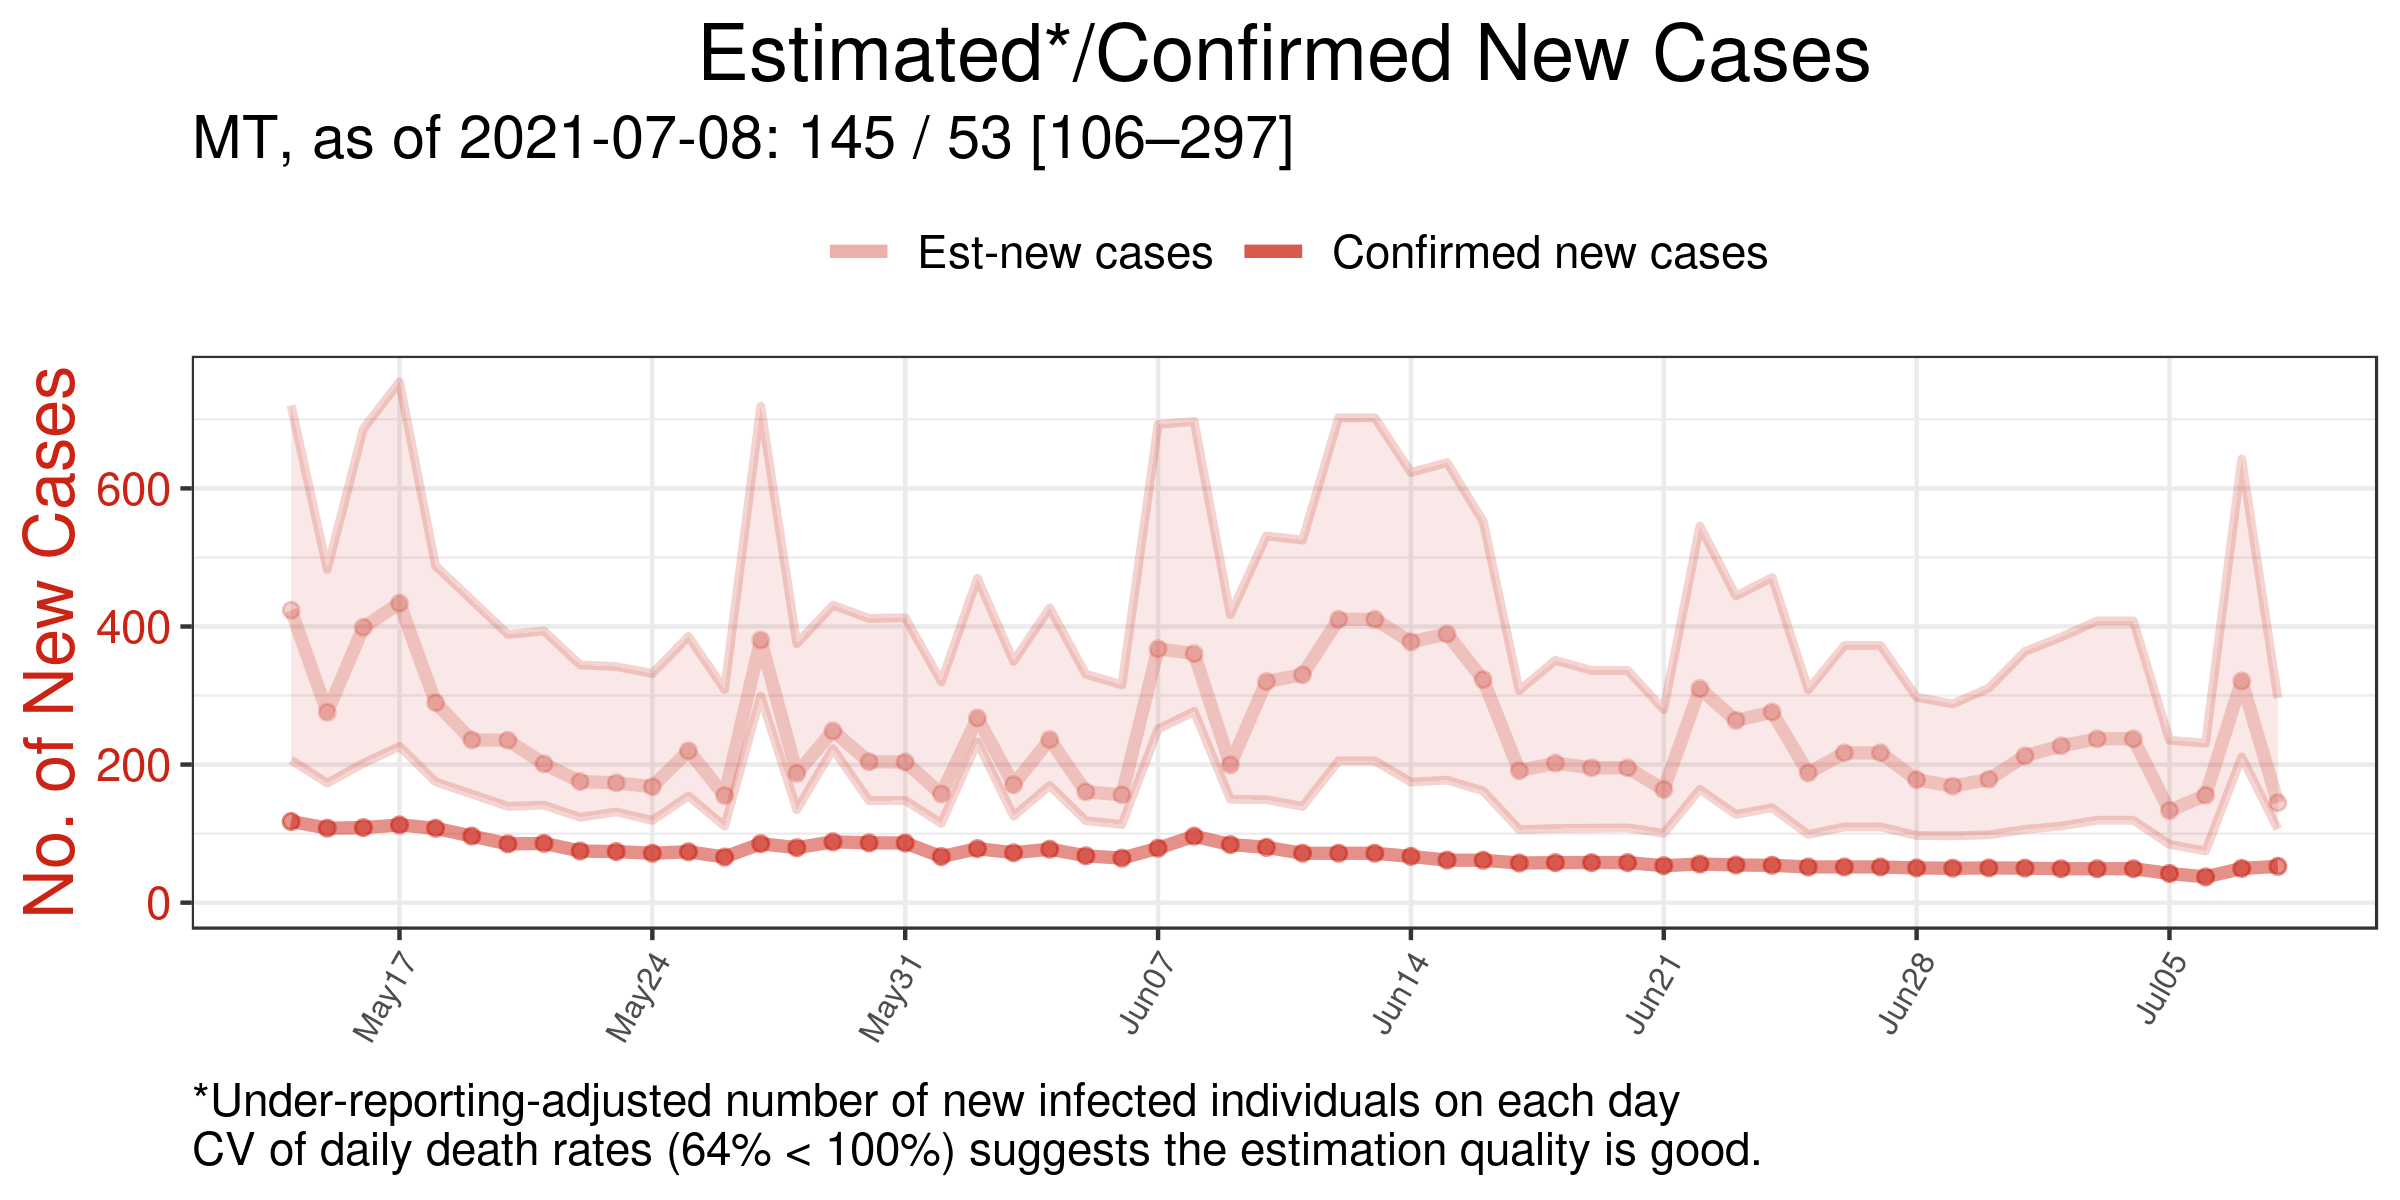 Estimated*/Confirmed New Cases
MT, as of 2021-07-08: 145 / 53 [106–297]
Est-new cases Confirmed new cases
No. of New Cases
600
400
200
0
May17 May24 May31 Jun07 Jun14 Jun21 Jun28 Jul05
*Under-reporting-adjusted number of new infected individuals on each day
CV of daily death rates (64% < 100%) suggests the estimation quality is good.